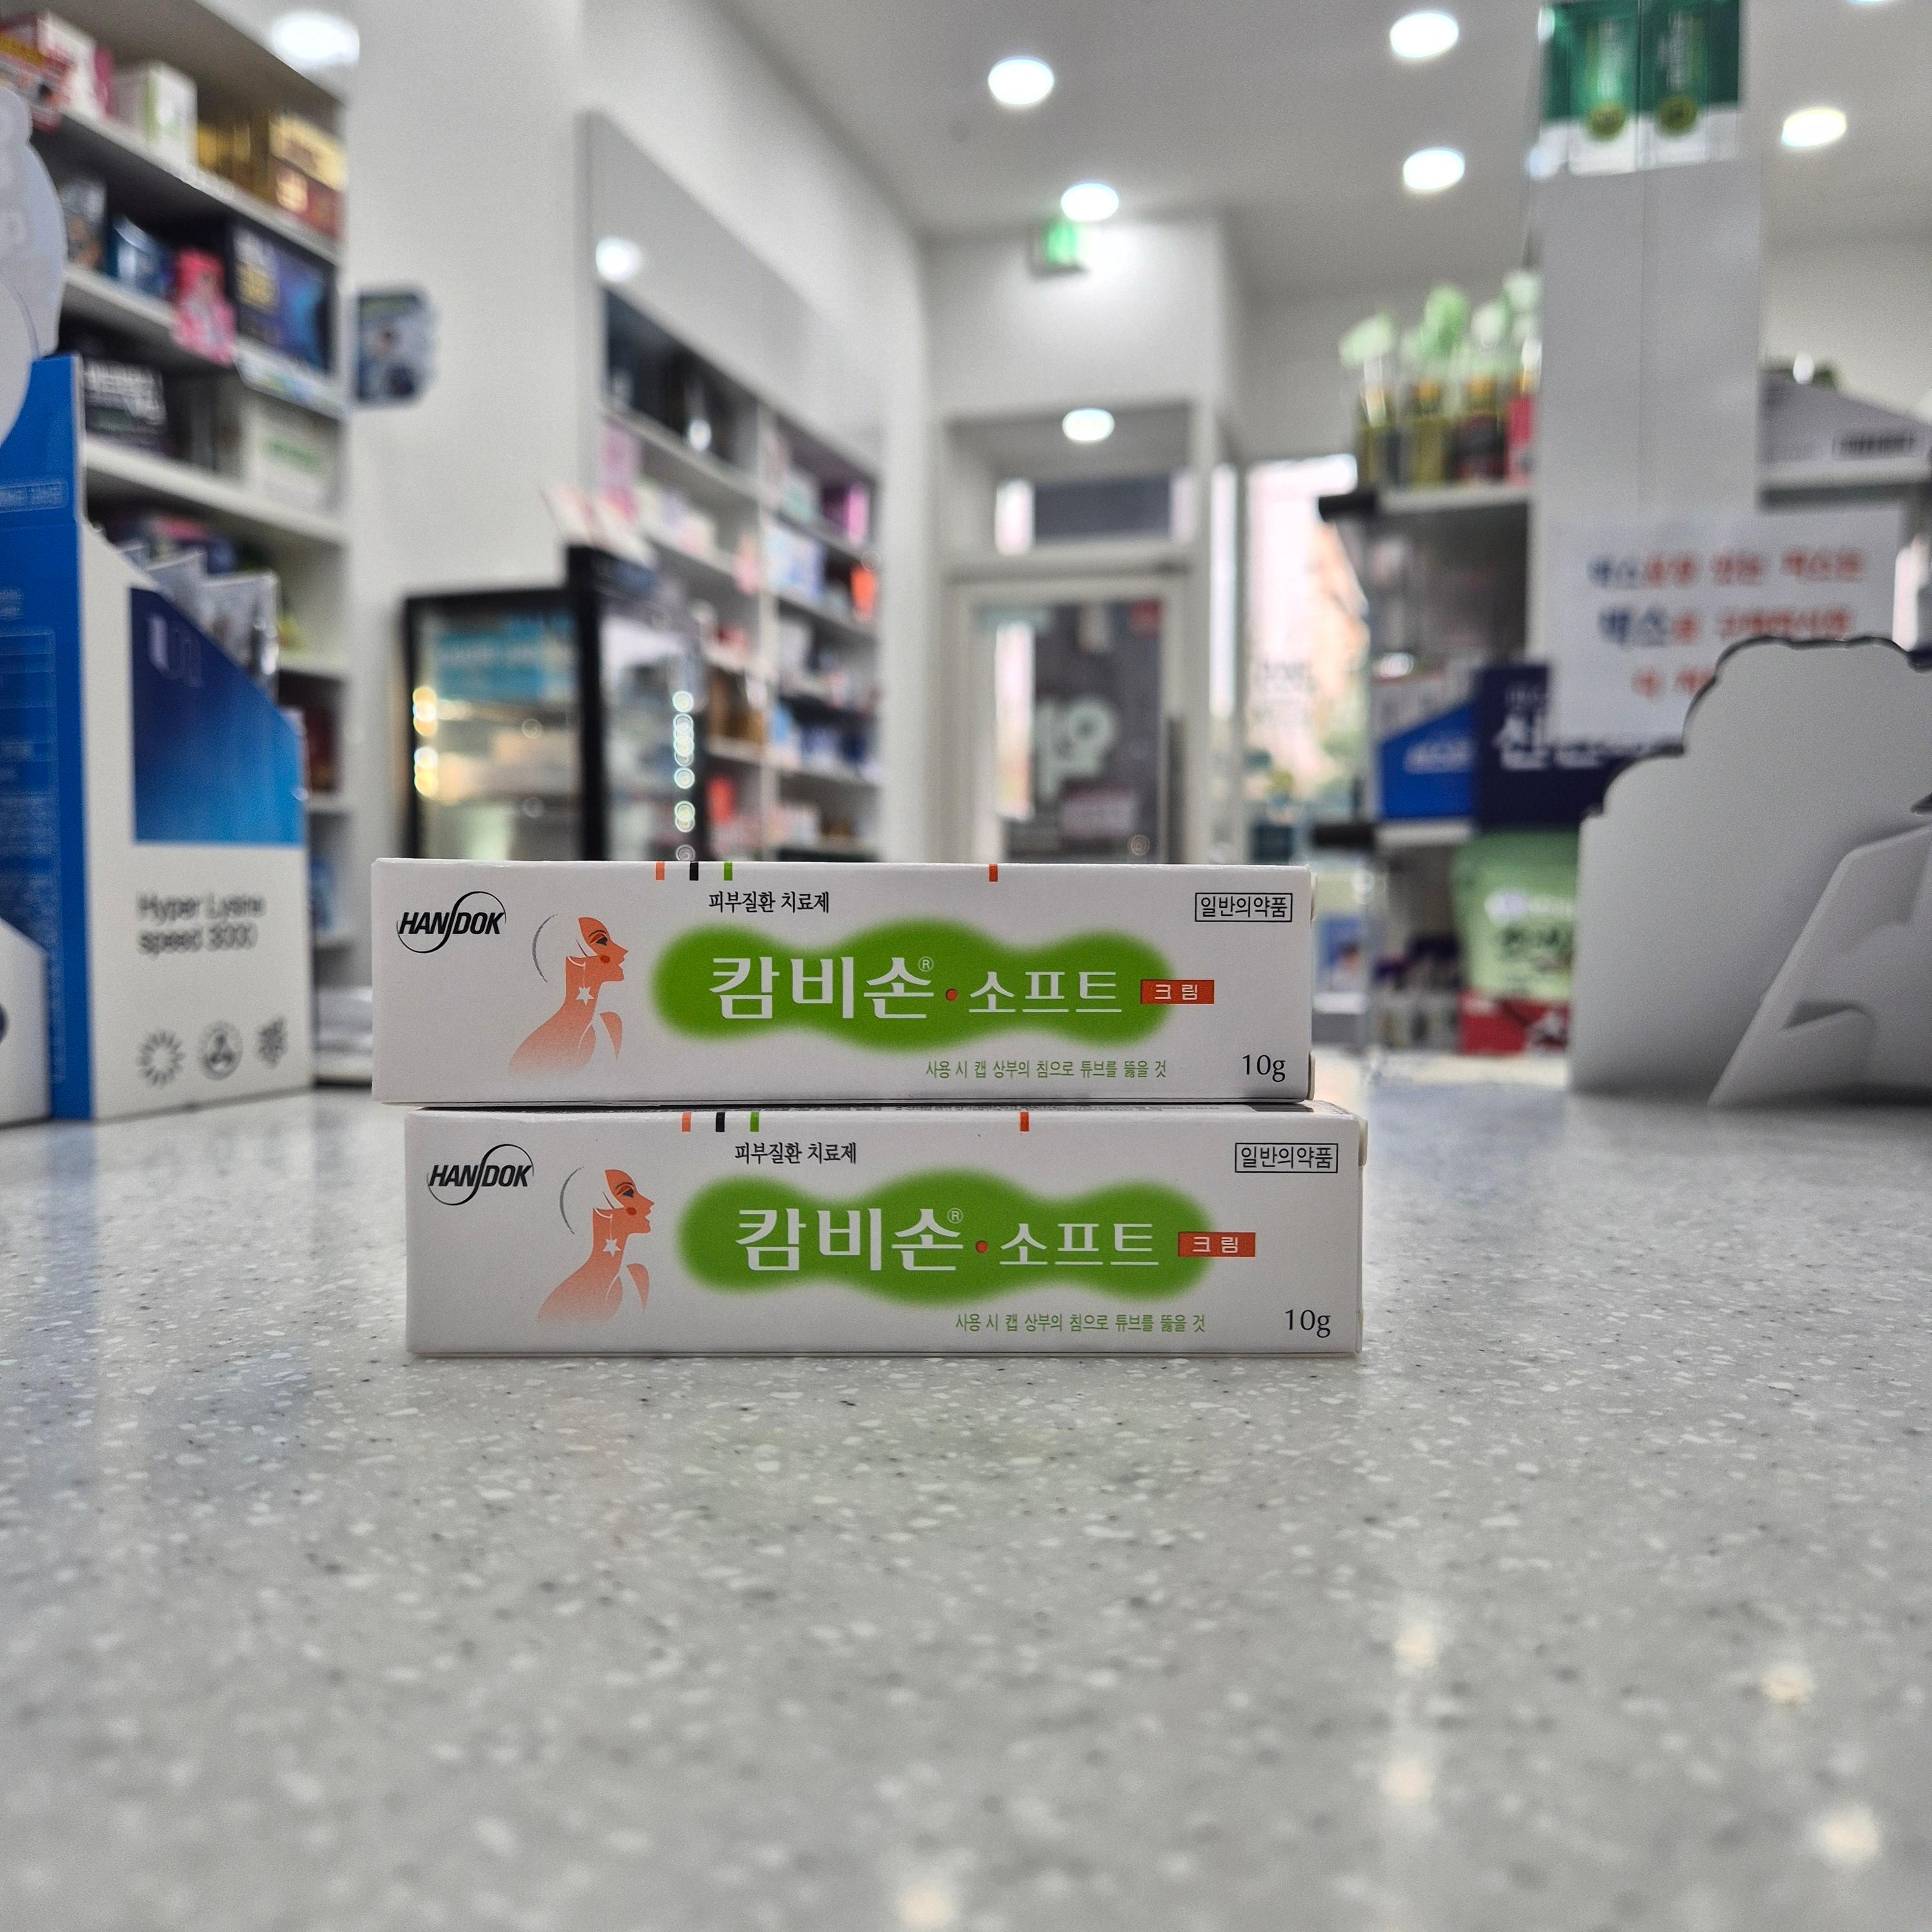 Hyper Lysine
speed 3000
HANDOK
피부질환 치료제
일반의약품
캄비손® 소프트 크림
사용 시 캡 상부의 침으로 튜브를 뚫을 것
10g
HANDOK
피부질환 치료제
일반의약품
캄비손® 소프트 크림
사용 시 캡 상부의 침으로 튜브를 뚫을 것
10g